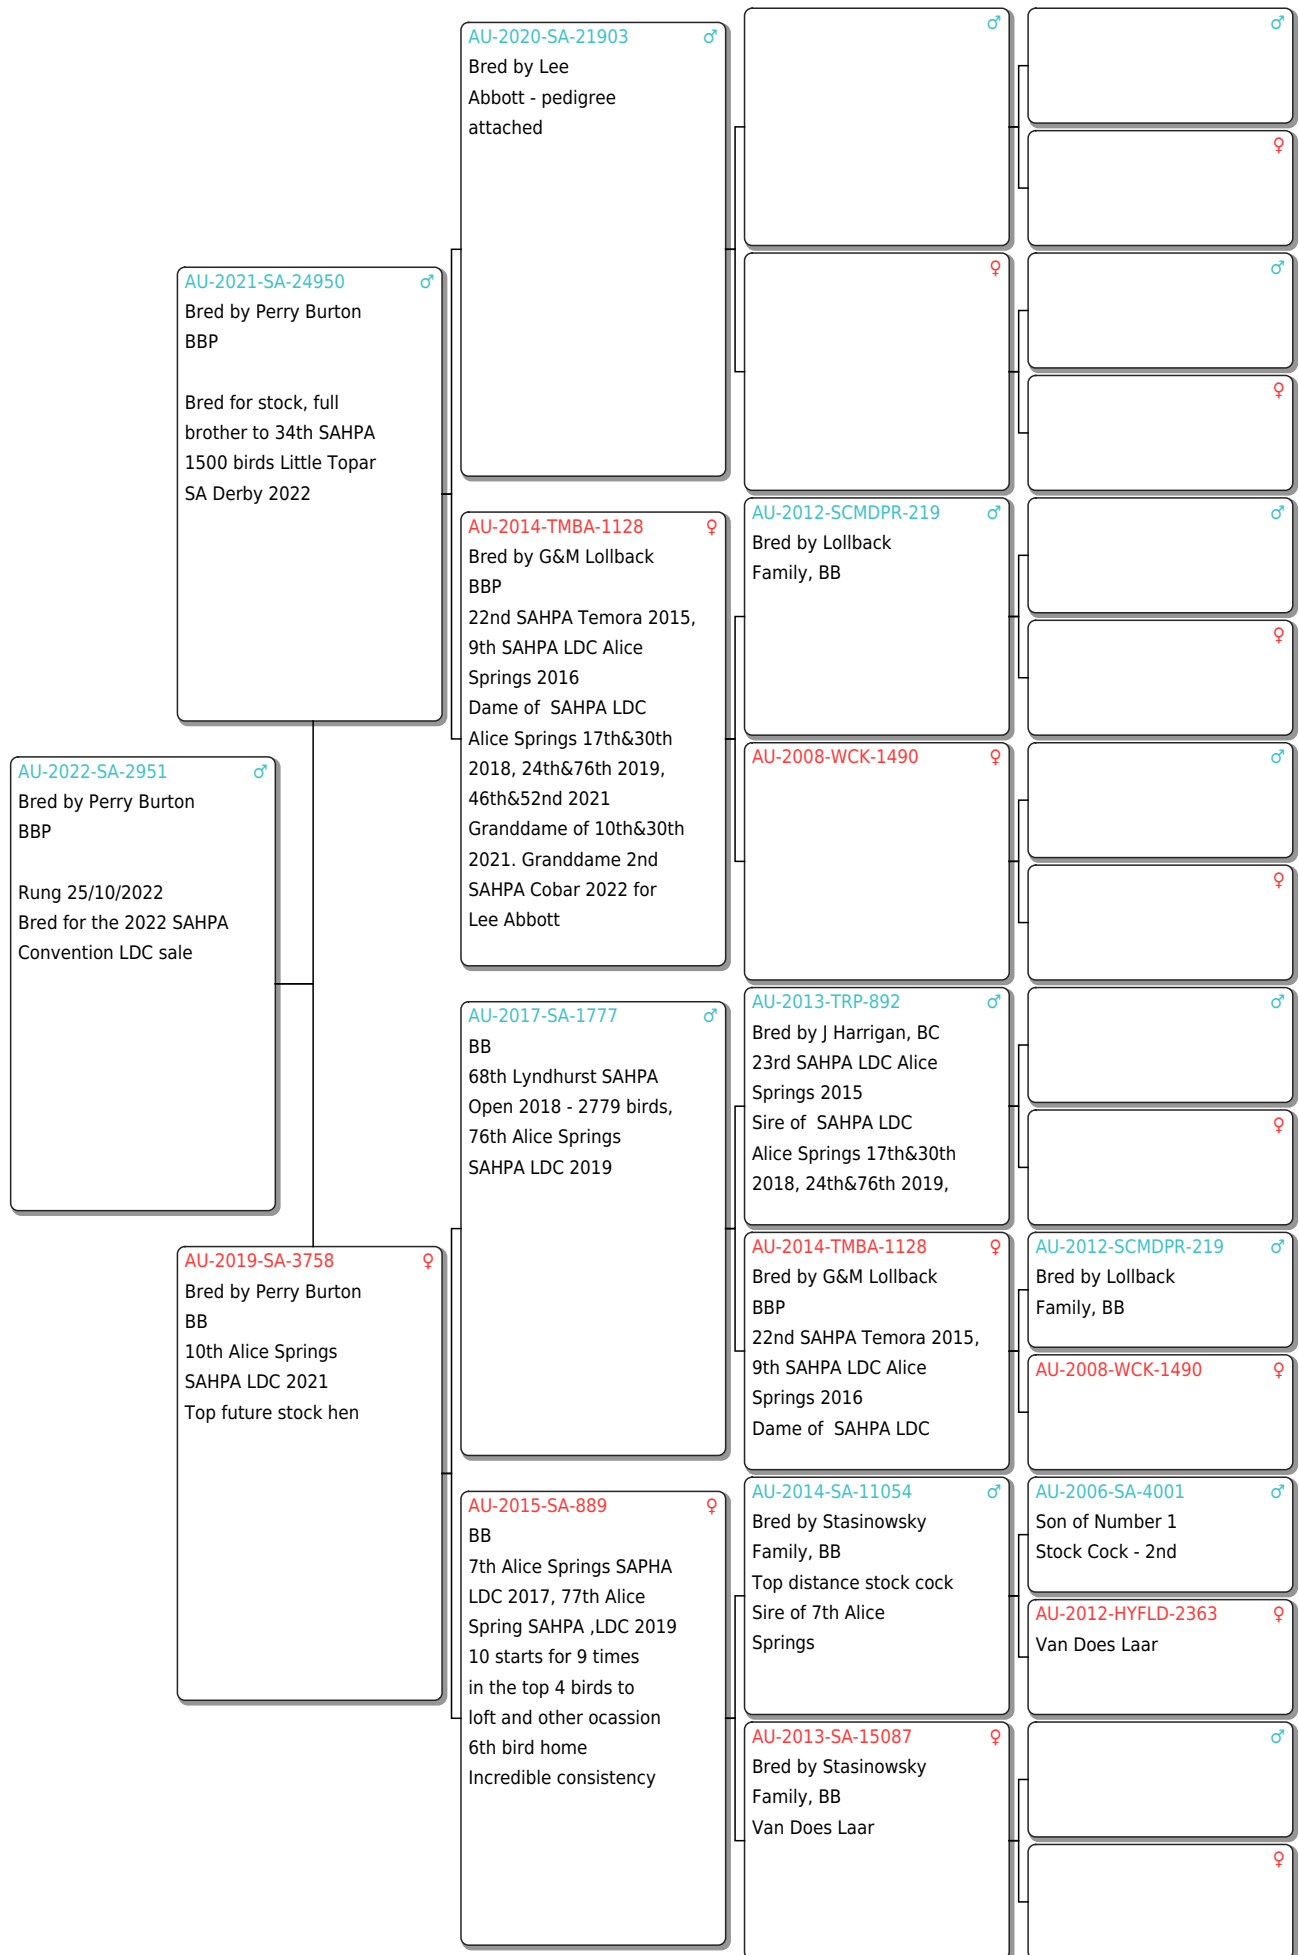 AU-2022-SA-2951 ♂
Bred by Perry Burton
BBP
Rung 25/10/2022
Bred for the 2022 SAHPA
Convention LDC sale
AU-2021-SA-24950 ♂
Bred by Perry Burton
BBP
Bred for stock, full
brother to 34th SAHPA
1500 birds Little Topar
SA Derby 2022
AU-2019-SA-3758 ♀
Bred by Perry Burton
BB
10th Alice Springs
SAHPA LDC 2021
Top future stock hen
AU-2020-SA-21903 ♂
Bred by Lee
Abbott - pedigree
attached
AU-2014-TMBA-1128 ♀
Bred by G&M Lollback
BBP
22nd SAHPA Temora 2015,
9th SAHPA LDC Alice
Springs 2016
Dame of  SAHPA LDC
Alice Springs 17th&30th
2018, 24th&76th 2019,
46th&52nd 2021
Granddame of 10th&30th
2021. Granddame 2nd
SAHPA Cobar 2022 for
Lee Abbott
AU-2017-SA-1777 ♂
BB
68th Lyndhurst SAHPA
Open 2018 - 2779 birds,
76th Alice Springs
SAHPA LDC 2019
AU-2015-SA-889 ♀
BB
7th Alice Springs SAPHA
LDC 2017, 77th Alice
Spring SAHPA ,LDC 2019
10 starts for 9 times
in the top 4 birds to
loft and other ocassion
6th bird home
Incredible consistency
♂
♀
AU-2012-SCMDPR-219 ♂
Bred by Lollback
Family, BB
AU-2008-WCK-1490 ♀
AU-2013-TRP-892 ♂
Bred by J Harrigan, BC
23rd SAHPA LDC Alice
Springs 2015
Sire of  SAHPA LDC
Alice Springs 17th&30th
2018, 24th&76th 2019,
AU-2014-TMBA-1128 ♀
Bred by G&M Lollback
BBP
22nd SAHPA Temora 2015,
9th SAHPA LDC Alice
Springs 2016
Dame of  SAHPA LDC
AU-2014-SA-11054 ♂
Bred by Stasinowsky
Family, BB
Top distance stock cock
Sire of 7th Alice
Springs
AU-2013-SA-15087 ♀
Bred by Stasinowsky
Family, BB
Van Does Laar
♂
♀
♂
♀
♂
♀
♂
♀
♂
♀
AU-2012-SCMDPR-219 ♂
Bred by Lollback
Family, BB
AU-2008-WCK-1490 ♀
AU-2006-SA-4001 ♂
Son of Number 1
Stock Cock - 2nd
AU-2012-HYFLD-2363 ♀
Van Does Laar
♂
♀